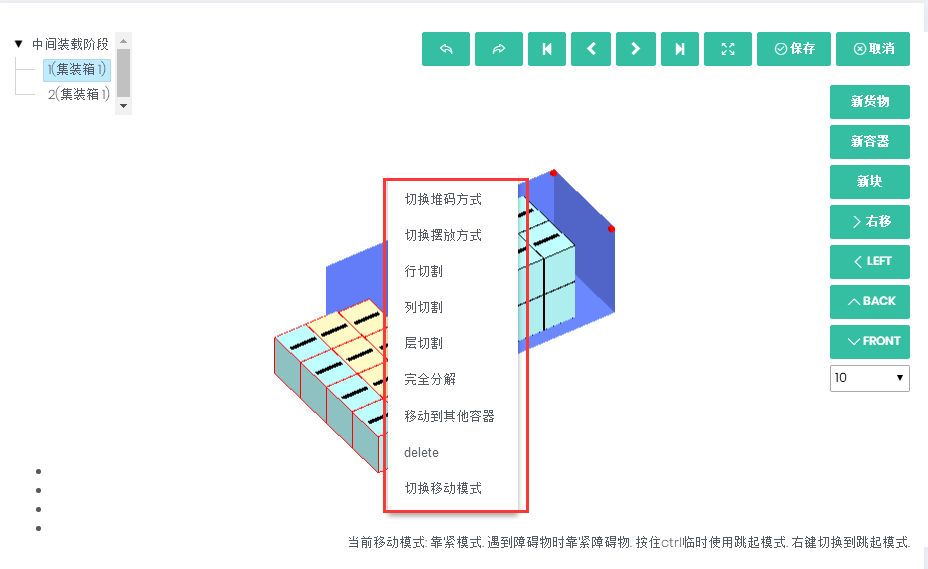 中间装载阶段
1(集装箱 1)
2(集装箱 1)
保存
取消
新货物
新容器
新块
右移
LEFT
BACK
FRONT
10
切换堆码方式
切换摆放方式
行切割
列切割
层切割
完全分解
移动到其他容器
delete
切换移动模式
当前移动模式: 靠紧模式. 遇到障碍物时靠紧障碍物. 按住ctrl临时使用跳起模式. 右键切换到跳起模式.